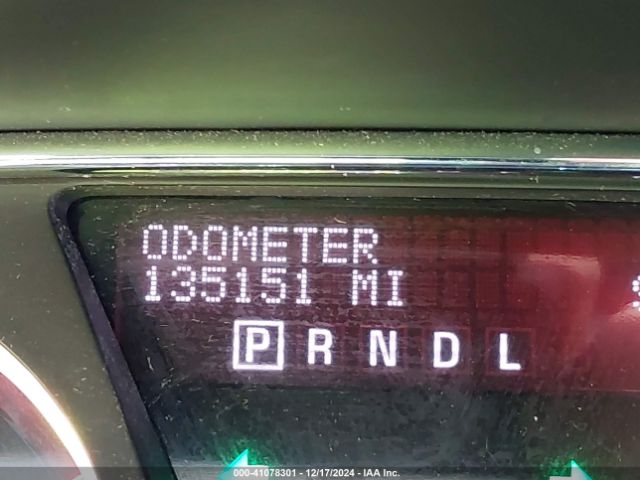 ODOMETER
135151 MI
P R N D L
000-41078301 - 12/17/2024 - IAA Inc.